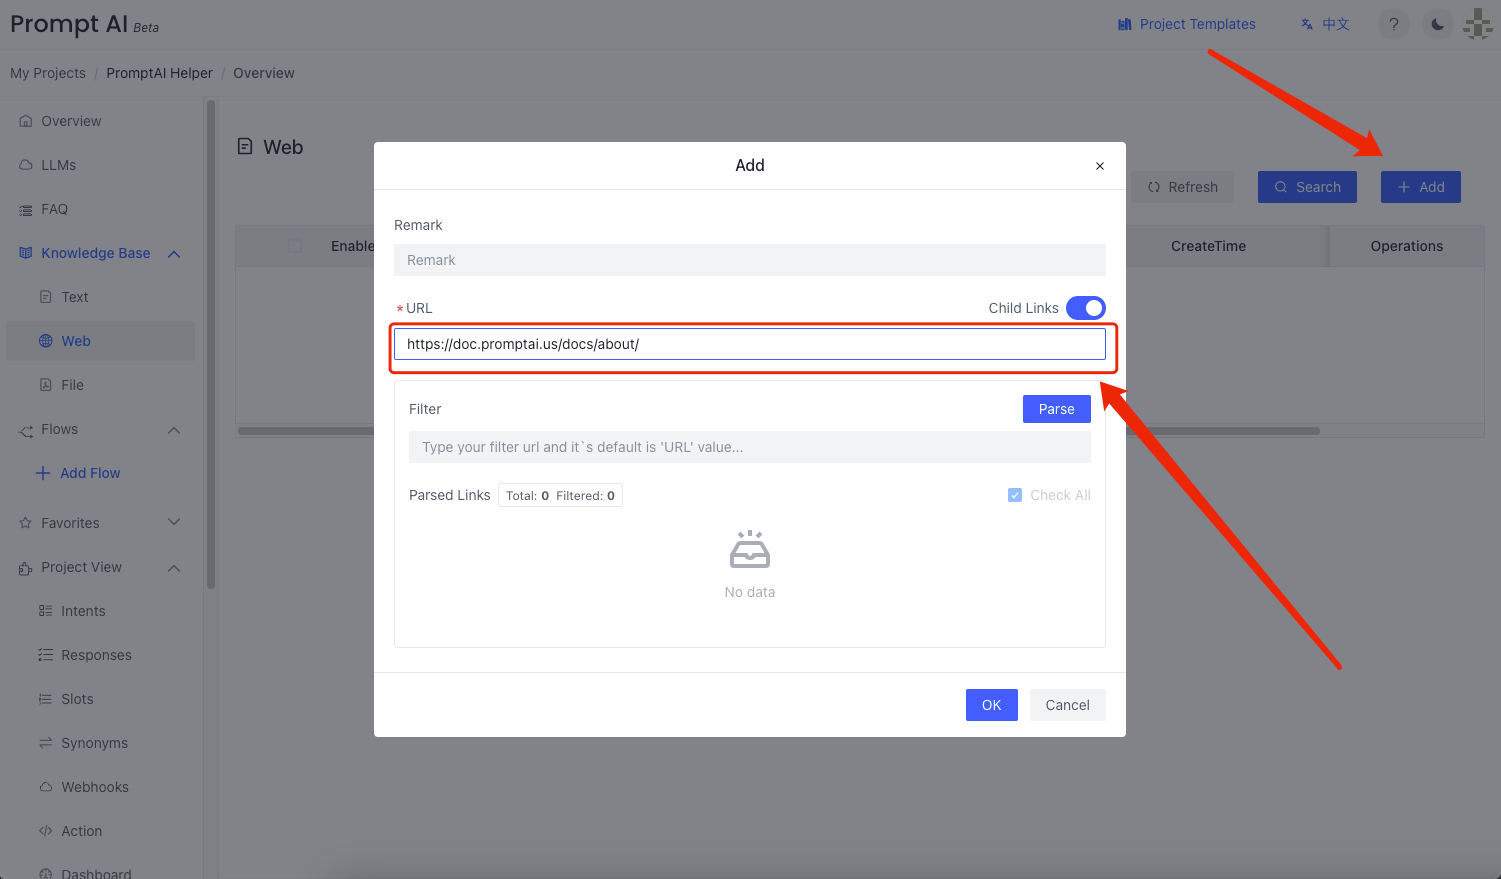 Prompt AI Beta
Project Templates
中文
?
My Projects / PromptAI Helper / Overview
Overview
LLMs
FAQ
Knowledge Base
Text
Web
File
Flows
Add Flow
Favorites
Project View
Intents
Responses
Slots
Synonyms
Webhooks
Action
Dashboard
Web
Refresh
Search
Add
Enable
CreateTime
Operations
Add
Remark
Remark
* URL
Child Links
https://doc.promptai.us/docs/about/
Filter
Parse
Type your filter url and it`s default is 'URL' value...
Parsed Links Total: 0 Filtered: 0
Check All
No data
OK
Cancel